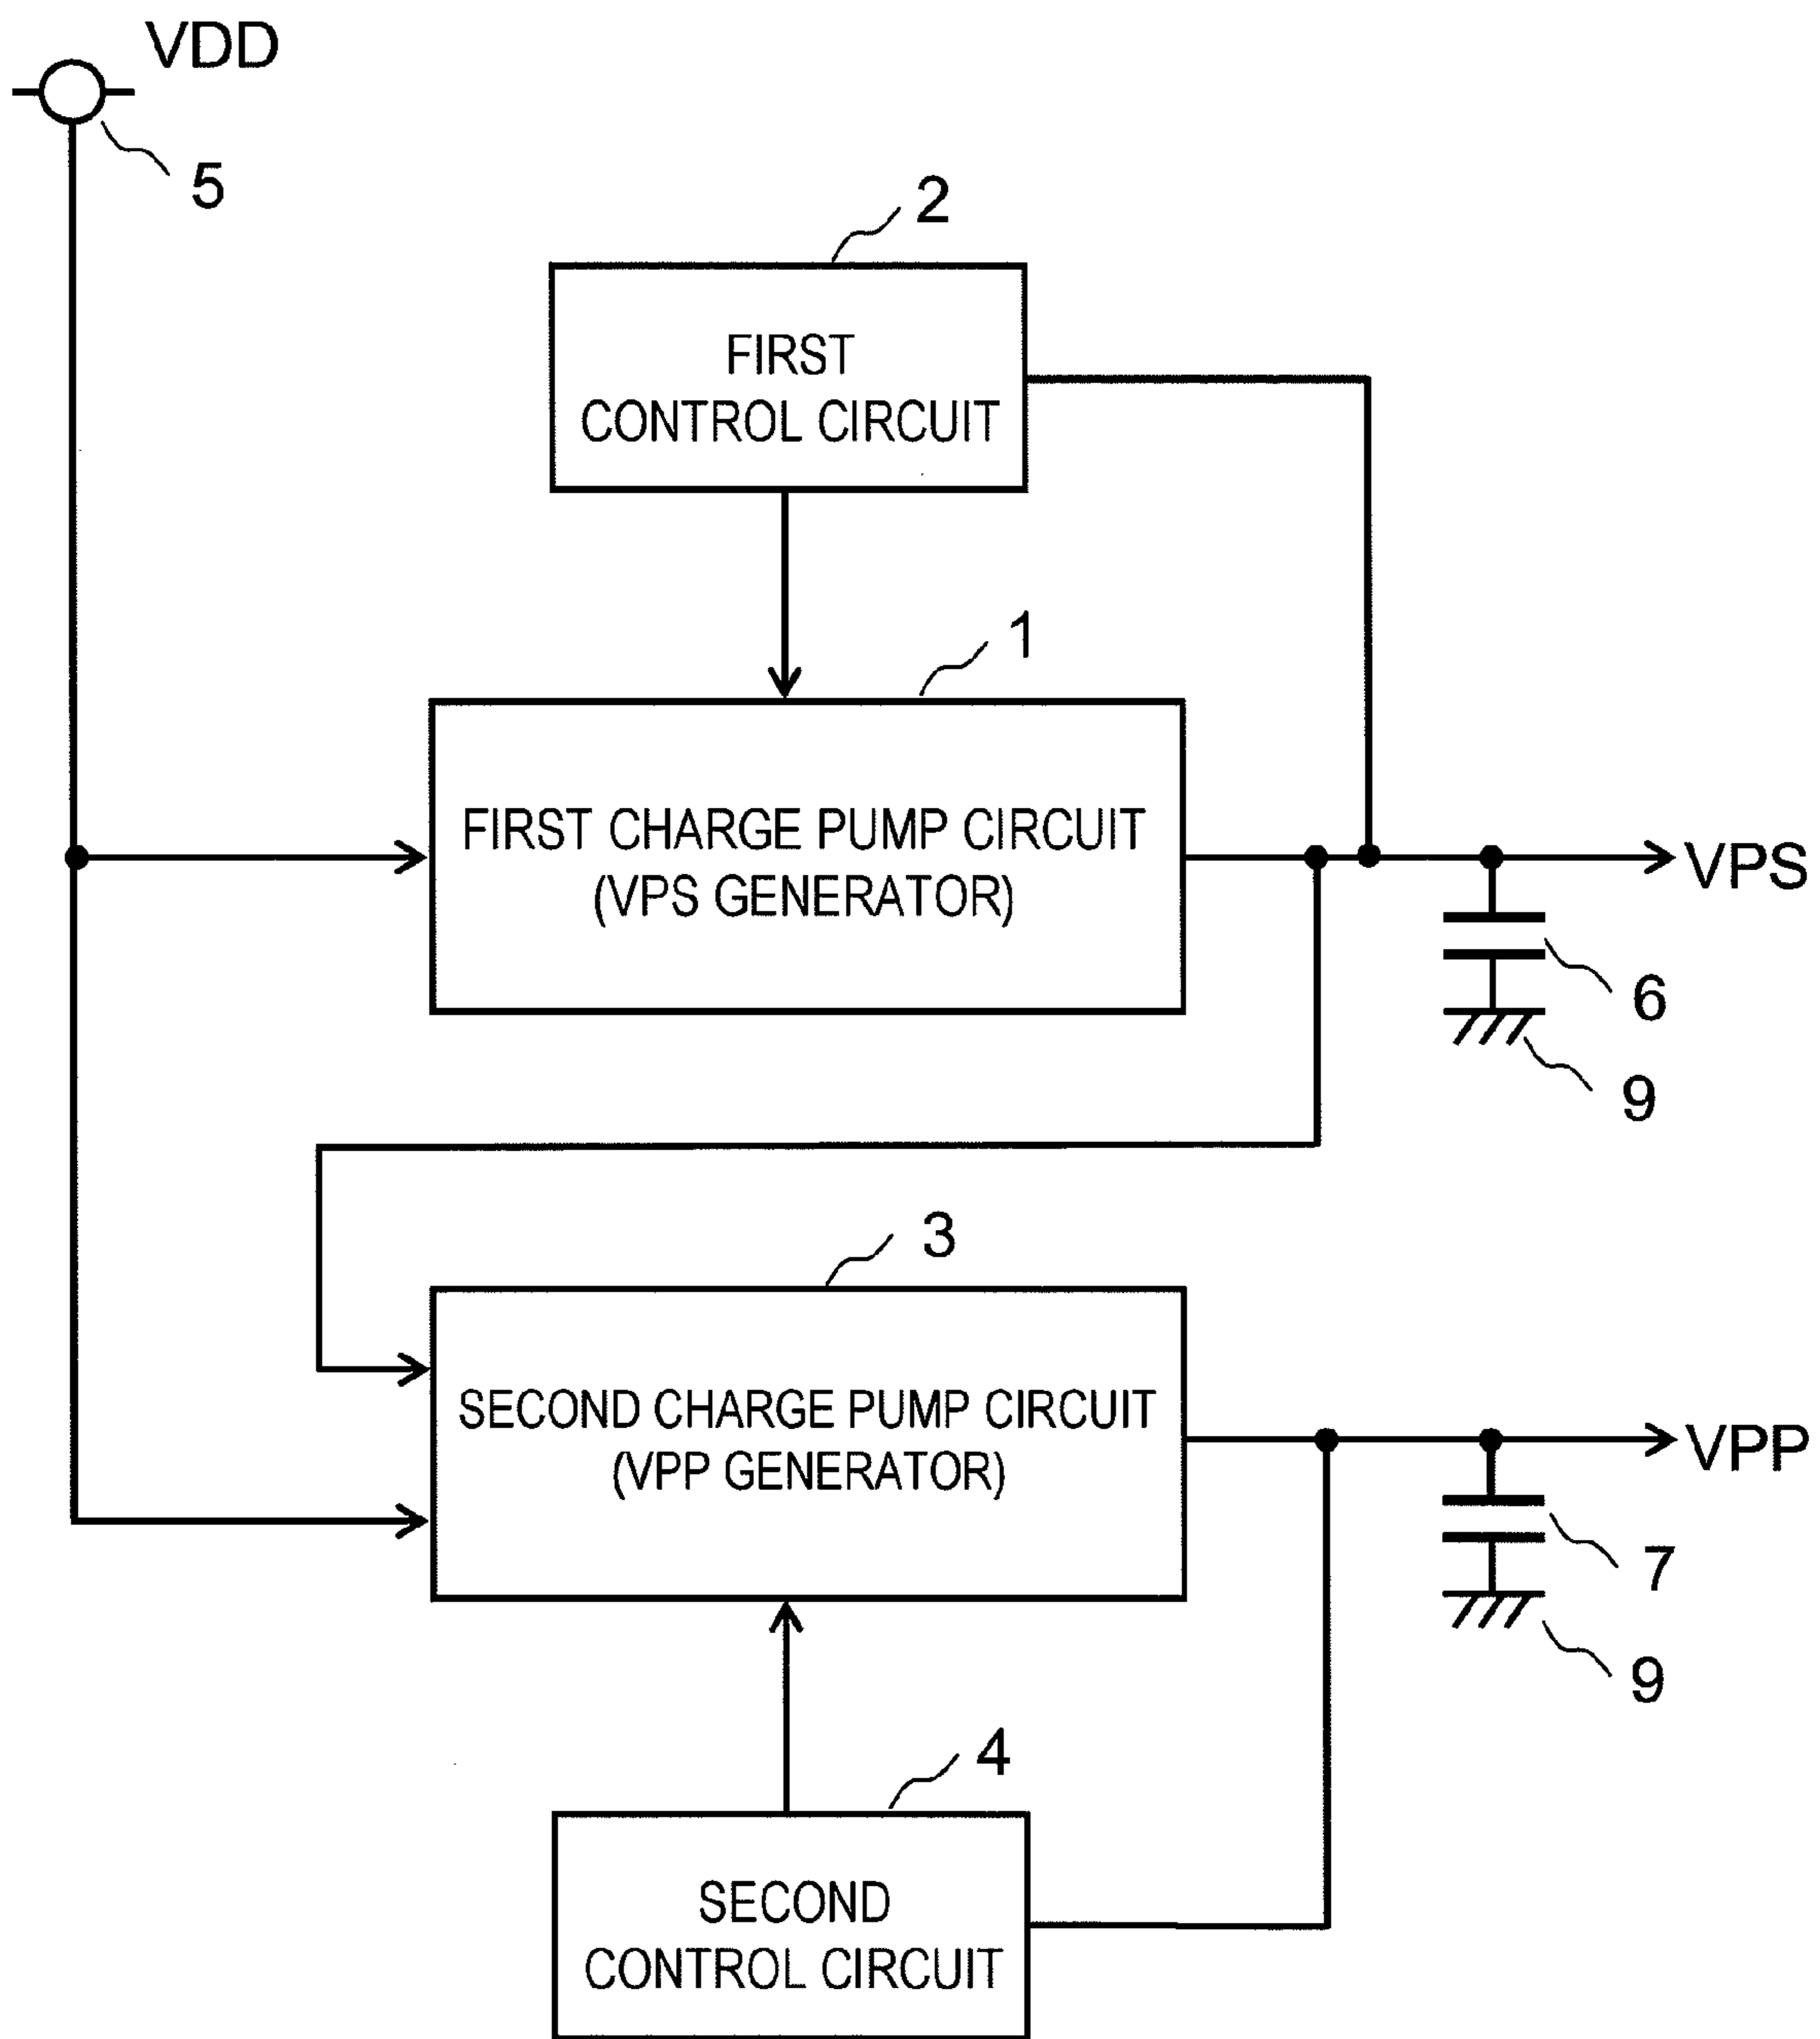 VDD
5
2
FIRST
CONTROL CIRCUIT
1
FIRST CHARGE PUMP CIRCUIT
(VPS GENERATOR)
VPS
6
9
3
SECOND CHARGE PUMP CIRCUIT
(VPP GENERATOR)
VPP
7
9
4
SECOND
CONTROL CIRCUIT